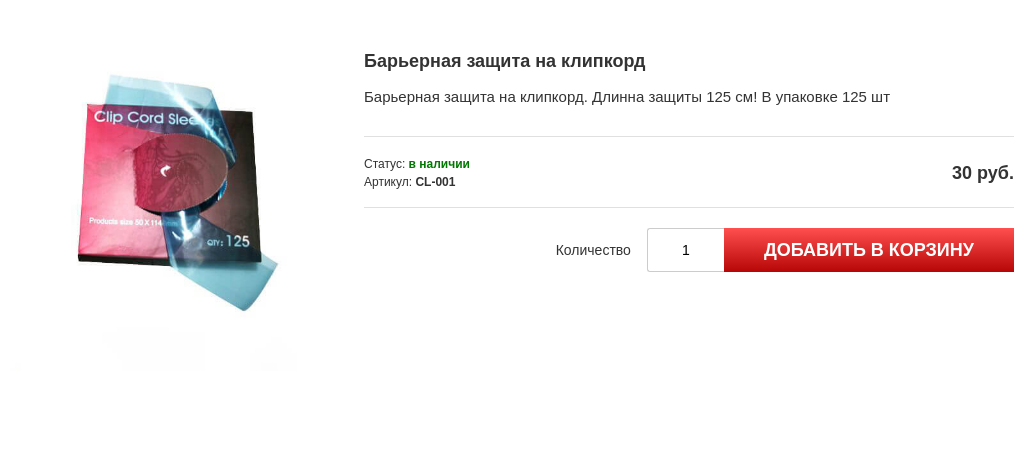 Барьерная защита на клипкорд
Барьерная защита на клипкорд. Длинна защиты 125 см! В упаковке 125 шт
Clip Cord Slee
Products size 50 X 114
QTY: 125
Статус: в наличии
Артикул: CL-001
30 руб.
Количество
1
ДОБАВИТЬ В КОРЗИНУ